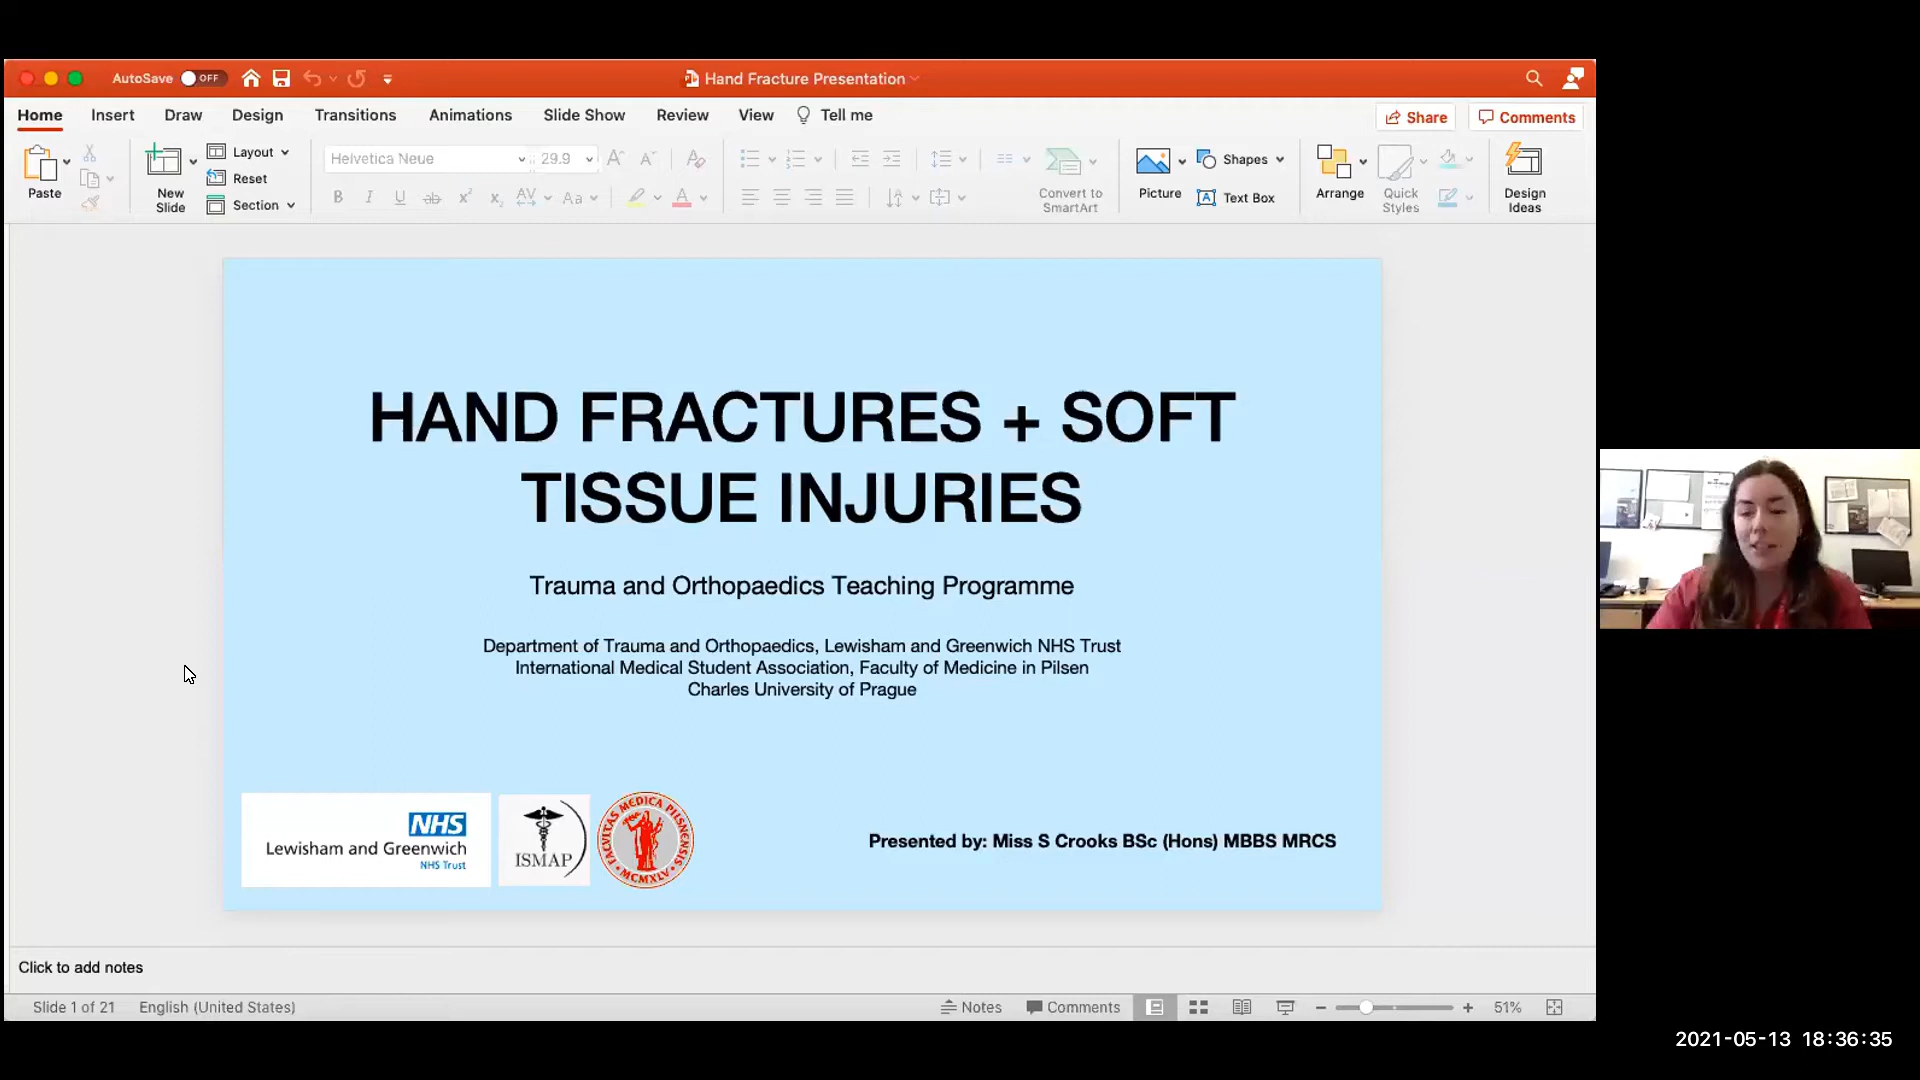 AutoSave OFF
Hand Fracture Presentation
Home Insert Draw Design Transitions Animations Slide Show Review View Tell me
Share Comments
Paste
New Slide
Layout
Reset
Section
Helvetica Neue 29.9
Convert to SmartArt
Picture
Shapes
Text Box
Arrange
Quick Styles
Design Ideas
HAND FRACTURES + SOFT
TISSUE INJURIES
Trauma and Orthopaedics Teaching Programme
Department of Trauma and Orthopaedics, Lewisham and Greenwich NHS Trust
International Medical Student Association, Faculty of Medicine in Pilsen
Charles University of Prague
NHS
Lewisham and Greenwich
NHS Trust
ISMAP
FACVITAS MEDICA PILSNENSIS
MCMXLV
Presented by: Miss S Crooks BSc (Hons) MBBS MRCS
Click to add notes
Slide 1 of 21 English (United States)
Notes Comments 51%
2021-05-13 18:36:35